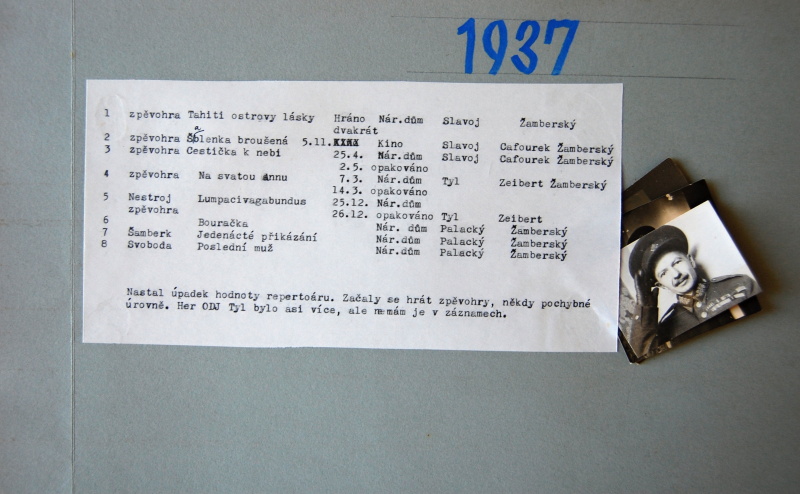 1937
1 zpěvohra Tahiti ostrovy lásky Hráno Nár.dům Slavoj Žamberský
dvakrát
2 zpěvohra Šalenka broušená 5.11.XXXX Kino Slavoj Cafourek Žamberský
3 zpěvohra Cestička k nebi 25.4. Nár.dům Slavoj Cafourek Žamberský
2.5. opakováno
4 zpěvohra Na svatou Annu 7.3. Nár.dům Tyl Zeibert Žamberský
14.3. opakováno
5 Nestroj Lumpacivagabundus 25.12. Nár.dům
zpěvohra 26.12. opakováno Tyl Zeibert
6 Bouračka Nár. dům Palacký Žamberský
7 Šamberk Jedenácté přikázání Nár.dům Palacký Žamberský
8 Svoboda Poslední muž Nár.dům Palacký Žamberský
Nastal úpadek hodnoty repertoáru. Začaly se hrát zpěvohry, někdy pochybné
úrovně. Her ODJ Tyl bylo asi více, ale nemám je v záznamech.